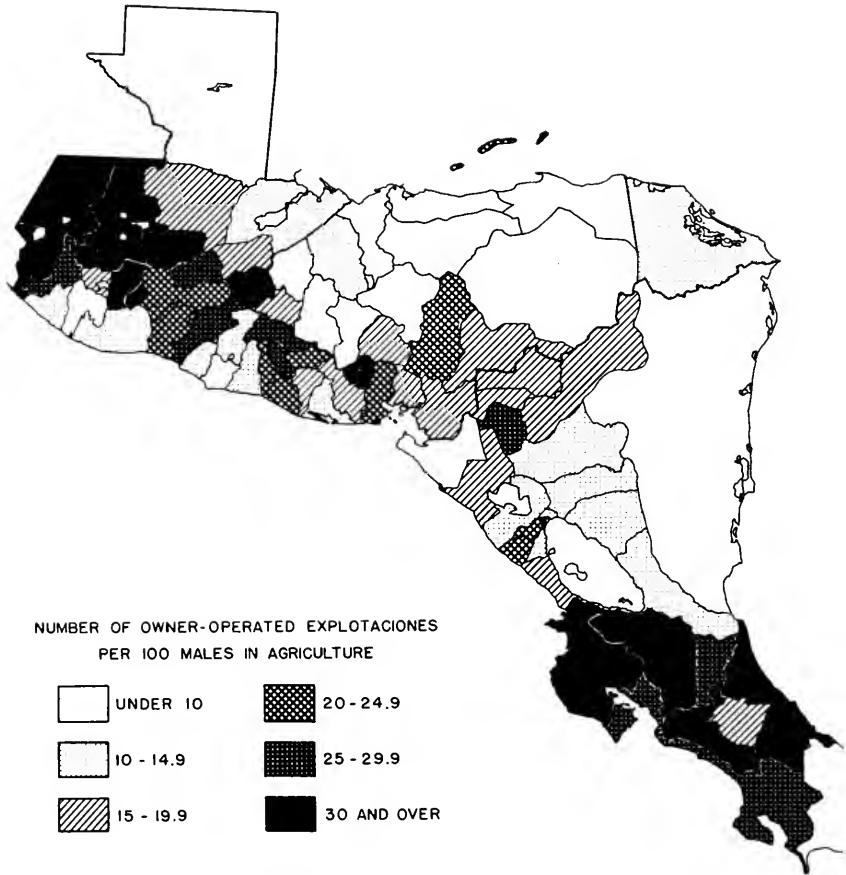 NUMBER OF OWNER-OPERATED EXPLOTACIONES
PER 100 MALES IN AGRICULTURE
UNDER 10
20-24.9
10 - 14.9
25-29.9
15 - 19.9
30 AND OVER